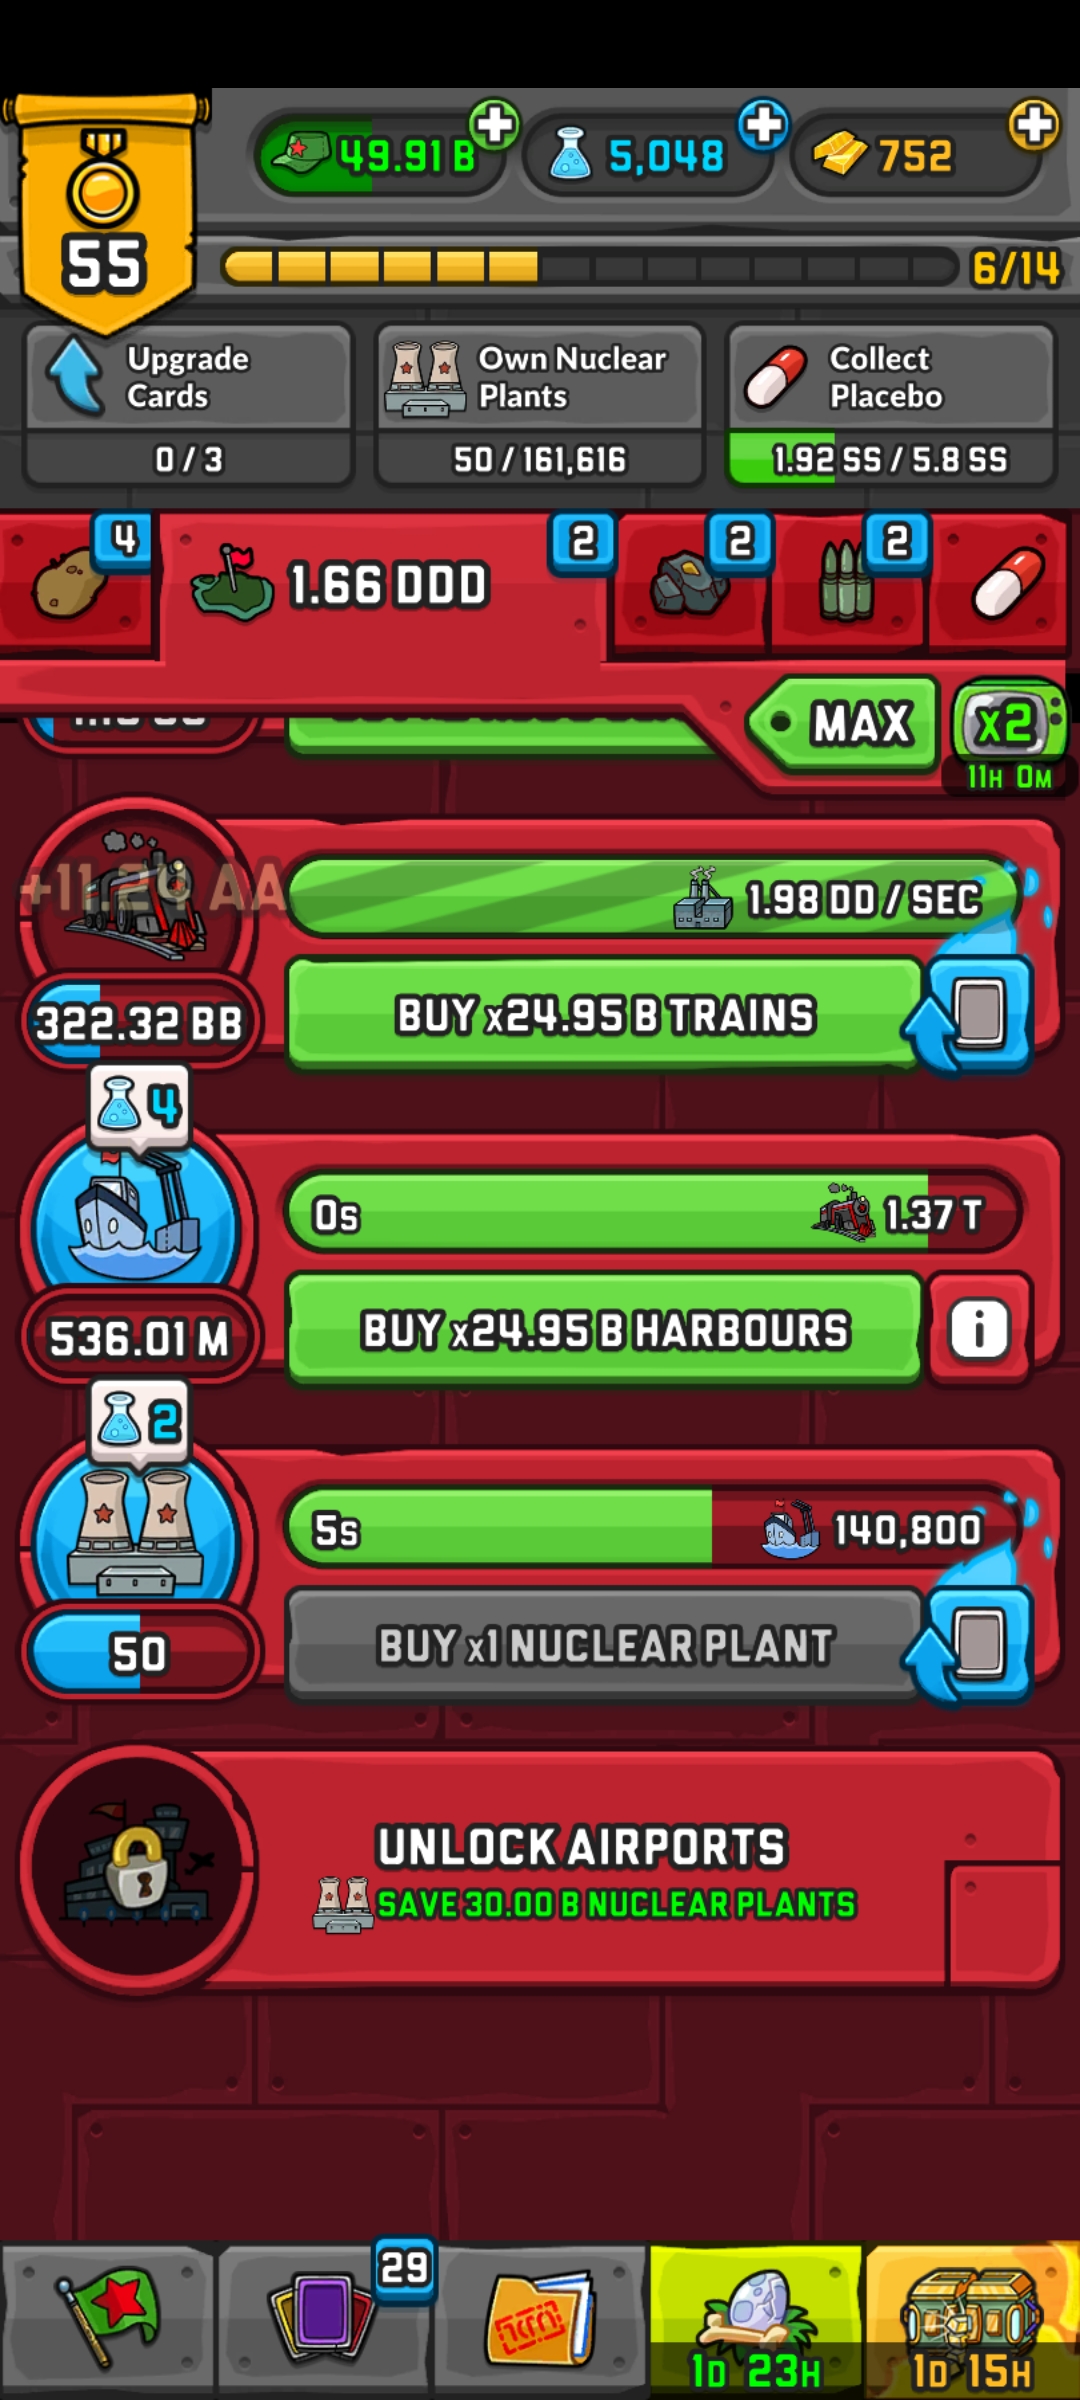 49.91 B
5,048
752
55
6/14
Upgrade
Cards
0 / 3
Own Nuclear
Plants
50 / 161,616
Collect
Placebo
1.92 SS / 5.8 SS
4
1.66 DDD
2
2
2
MAX
x2
11H 0M
1.98 DD / SEC
322.32 BB
BUY x24.95 B TRAINS
4
0s
1.37 T
536.01 M
BUY x24.95 B HARBOURS
i
2
5s
140,800
50
BUY x1 NUCLEAR PLANT
UNLOCK AIRPORTS
SAVE 30.00 B NUCLEAR PLANTS
29
1D 23H
1D 15H